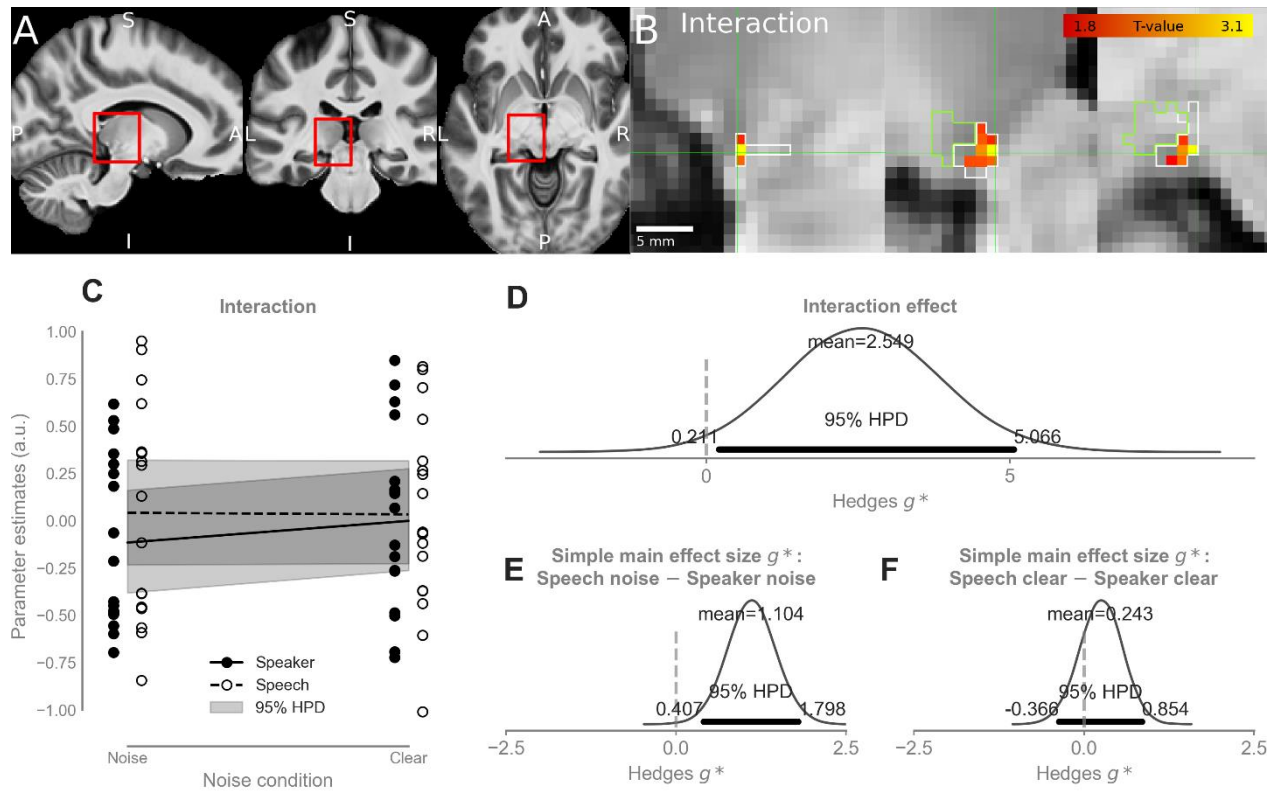 A
S
S
A
P
A
L
R
L
R
I
I
P
B
Interaction
1.8 T-value 3.1
5 mm
C
Interaction
1.00
0.75
0.50
0.25
0.00
−0.25
−0.50
−0.75
−1.00
Parameter estimates (a.u.)
Speaker
Speech
95% HPD
Noise
Clear
Noise condition
D
Interaction effect
mean=2.549
95% HPD
0.211
5.066
0
5
Hedges g*
E
Simple main effect size g*:
Speech noise − Speaker noise
mean=1.104
95% HPD
0.407
1.798
−2.5
0.0
2.5
Hedges g*
F
Simple main effect size g*:
Speech clear − Speaker clear
mean=0.243
95% HPD
-0.366
0.854
−2.5
0.0
2.5
Hedges g*